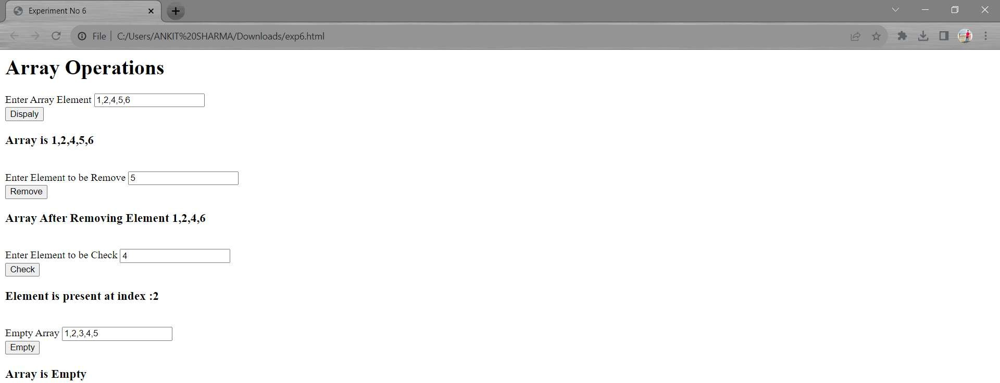 Experiment No 6
File C:/Users/ANKIT%20SHARMA/Downloads/exp6.html
Array Operations
Enter Array Element 1,2,4,5,6
Dispaly
Array is 1,2,4,5,6
Enter Element to be Remove 5
Remove
Array After Removing Element 1,2,4,6
Enter Element to be Check 4
Check
Element is present at index :2
Empty Array 1,2,3,4,5
Empty
Array is Empty